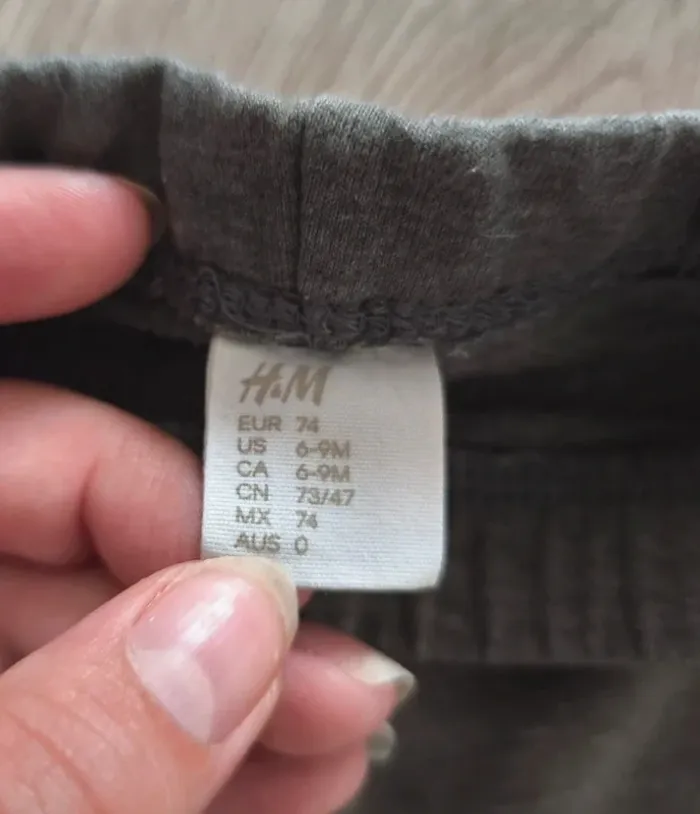 H&M
EUR 74
US 6-9M
CA 6-9M
CN 73/47
MX 74
AUS 0